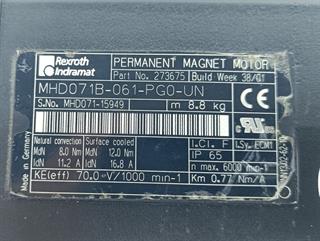 Rexroth
Indramat
PERMANENT MAGNET MOTOR
Part No. 273675 Build Week 38/01
MHD071B-061-PG0-UN
S.No. MHD071-15949 m 8.8 kg
Made in Germany
Natural convection Surface cooled
MdN 8.0 Nm MdN 12.0 Nm
IdN 11.2 A IdN 16.8 A
KE(eff) 70.0 V/1000 min-1
I.Cl. F LSy. ECM1
IP 65
n max 6000 min-1
Km 0.77 Nm/A
CE